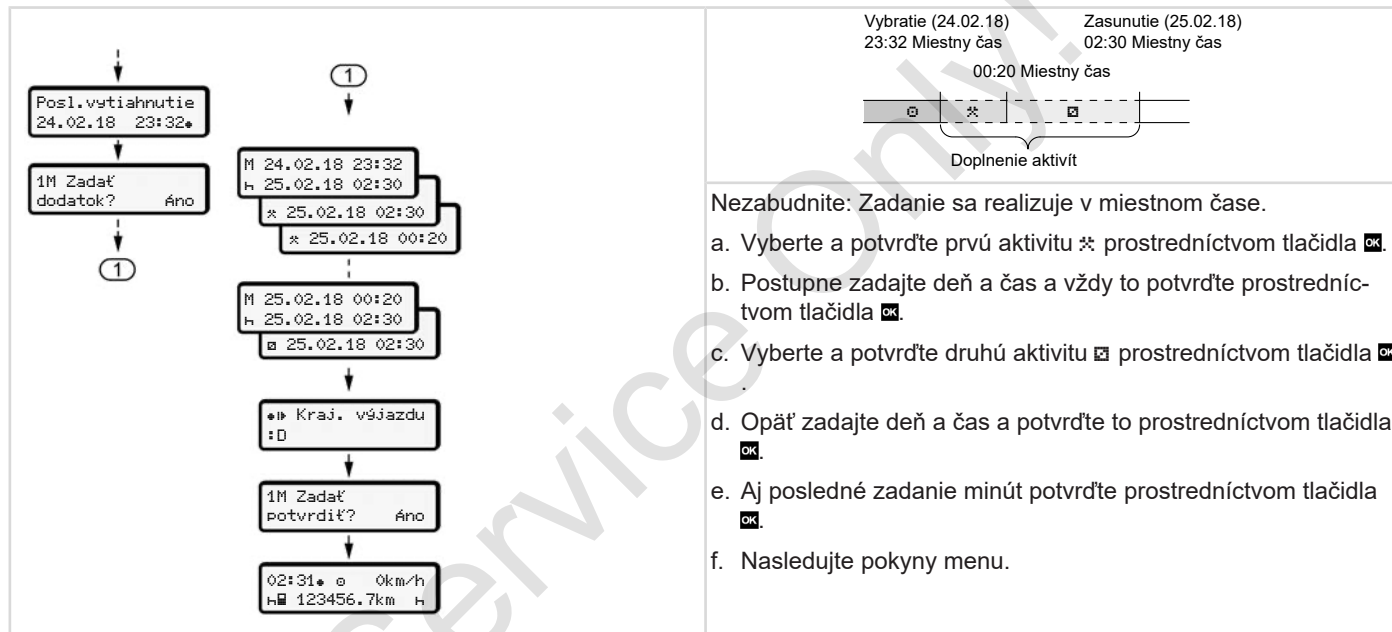 Posl.vytiahnutie
24.02.18 23:32
1M Zadať
dodatok? Áno
1
1
M 24.02.18 23:32
25.02.18 02:30
25.02.18 02:30
25.02.18 00:20
M 25.02.18 00:20
25.02.18 02:30
25.02.18 02:30
Kraj. výjazdu
:D
1M Zadať
potvrdiť? Áno
02:31 0km/h
123456.7km
Vybratie (24.02.18)
23:32 Miestny čas
Zasunutie (25.02.18)
02:30 Miestny čas
00:20 Miestny čas
Doplnenie aktivít
Nezabudnite: Zadanie sa realizuje v miestnom čase.
a. Vyberte a potvrďte prvú aktivitu prostredníctvom tlačidla OK.
b. Postupne zadajte deň a čas a vždy to potvrďte prostredníc-
tvom tlačidla OK.
c. Vyberte a potvrďte druhú aktivitu prostredníctvom tlačidla OK
.
d. Opäť zadajte deň a čas a potvrďte to prostredníctvom tlačidla
OK.
e. Aj posledné zadanie minút potvrďte prostredníctvom tlačidla
OK.
f. Nasledujte pokyny menu.
Service Only!